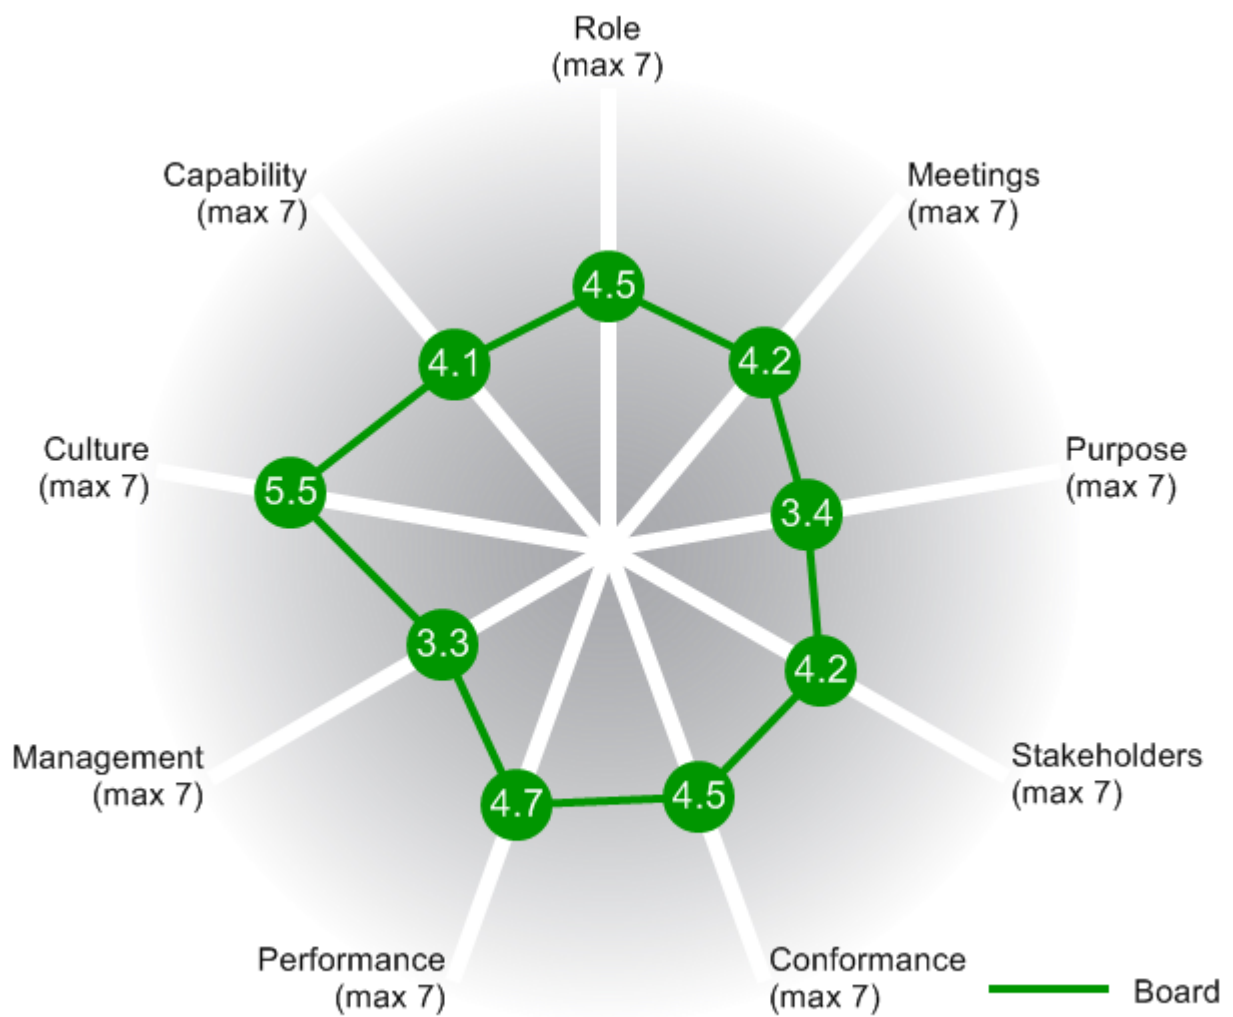 Role
(max 7)
Capability
(max 7)
Meetings
(max 7)
4.5
4.1
4.2
Culture
(max 7)
Purpose
(max 7)
5.5
3.4
3.3
4.2
Management
(max 7)
Stakeholders
(max 7)
4.7
4.5
Performance
(max 7)
Conformance
(max 7)
Board